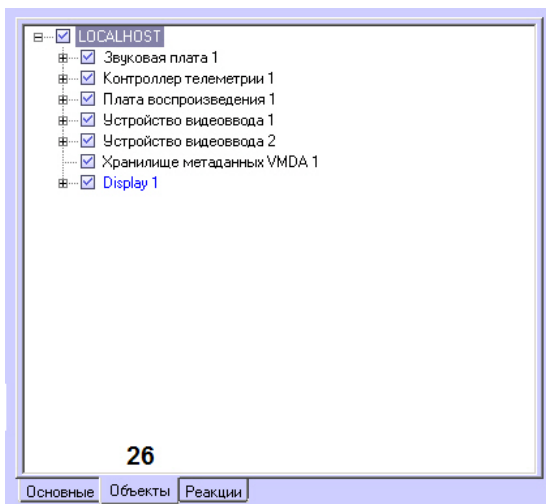 LOCALHOST
Звуковая плата 1
Контроллер телеметрии 1
Плата воспроизведения 1
Устройство видеоввода 1
Устройство видеоввода 2
Хранилище метаданных VMDA 1
Display 1
26
Основные Объекты Реакции